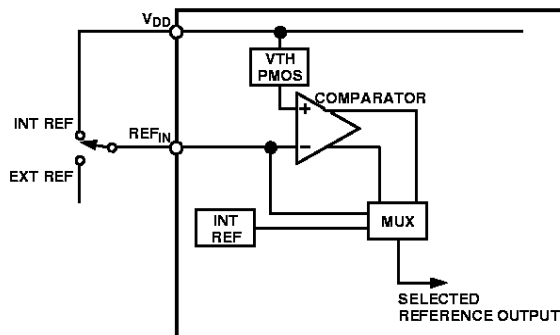 VDD
VTH
PMOS
COMPARATOR
+
INT REF
REFIN
−
EXT REF
INT
REF
MUX
SELECTED
REFERENCE OUTPUT